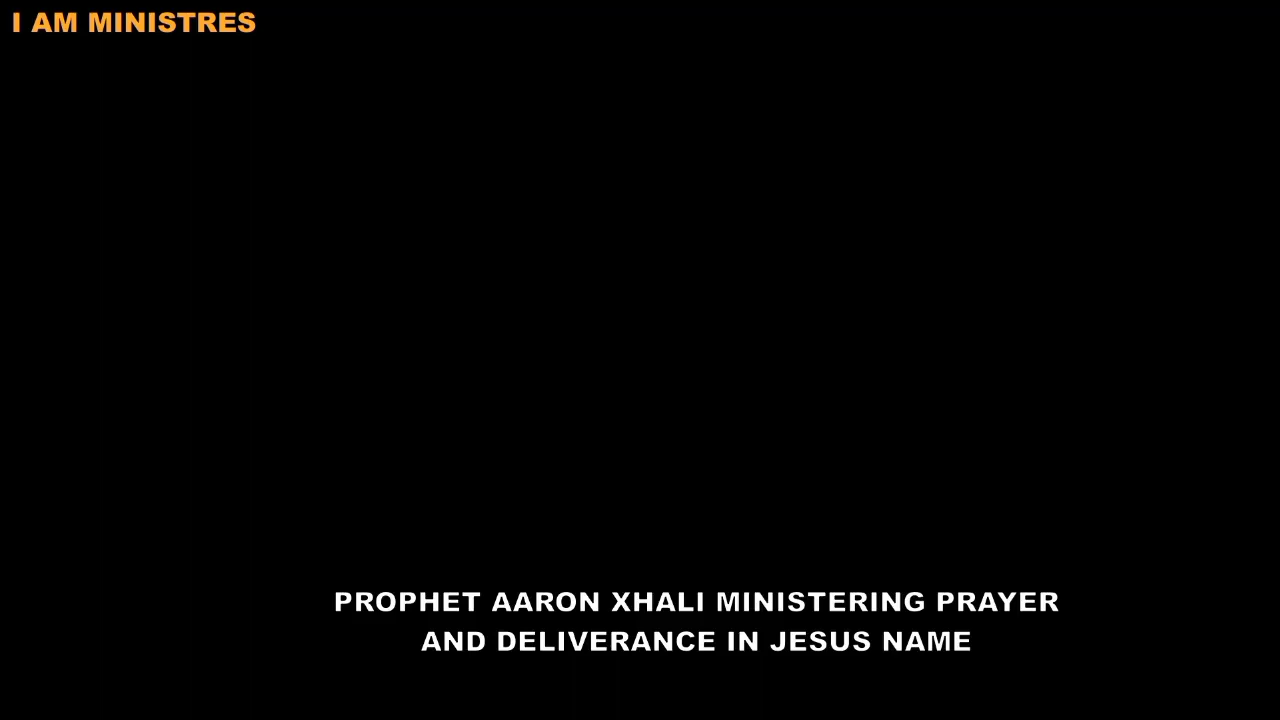 I AM MINISTRES
PROPHET AARON XHALI MINISTERING PRAYER
AND DELIVERANCE IN JESUS NAME